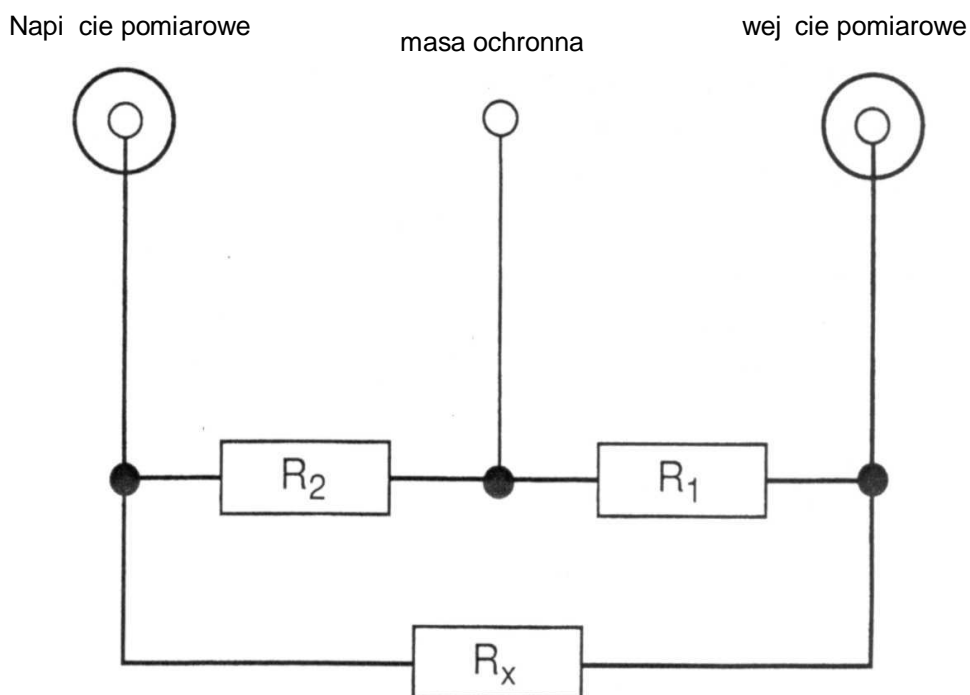 Napi cie pomiarowe
masa ochronna
wej cie pomiarowe
R2
R1
Rx